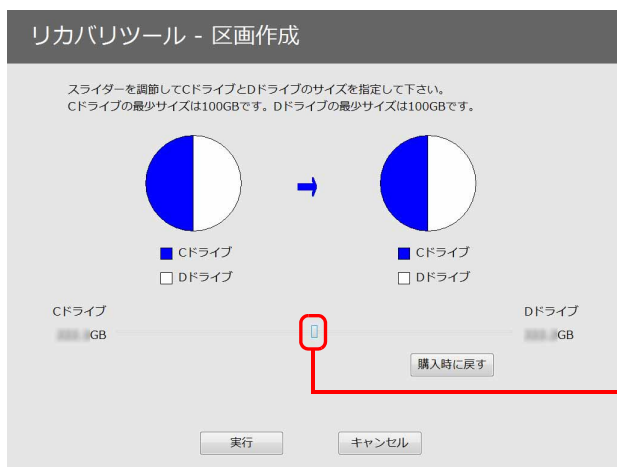 リカバリツール - 区画作成
スライダーを調節してCドライブとDドライブのサイズを指定して下さい。
Cドライブの最少サイズは100GBです。Dドライブの最少サイズは100GBです。
Cドライブ
Dドライブ
Cドライブ
Dドライブ
Cドライブ
Dドライブ
GB
GB
購入時に戻す
実行
キャンセル